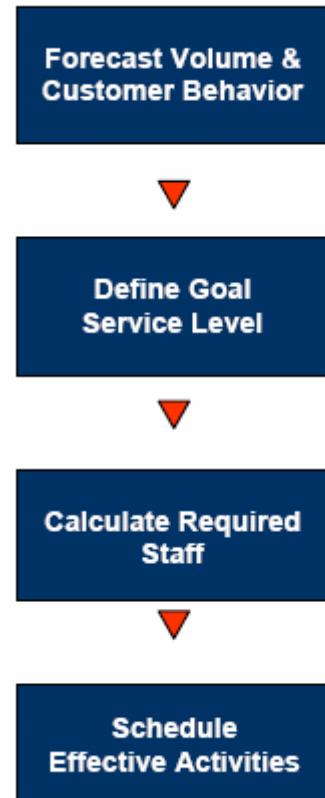 Forecast Volume &
Customer Behavior
Define Goal
Service Level
Calculate Required
Staff
Schedule
Effective Activities